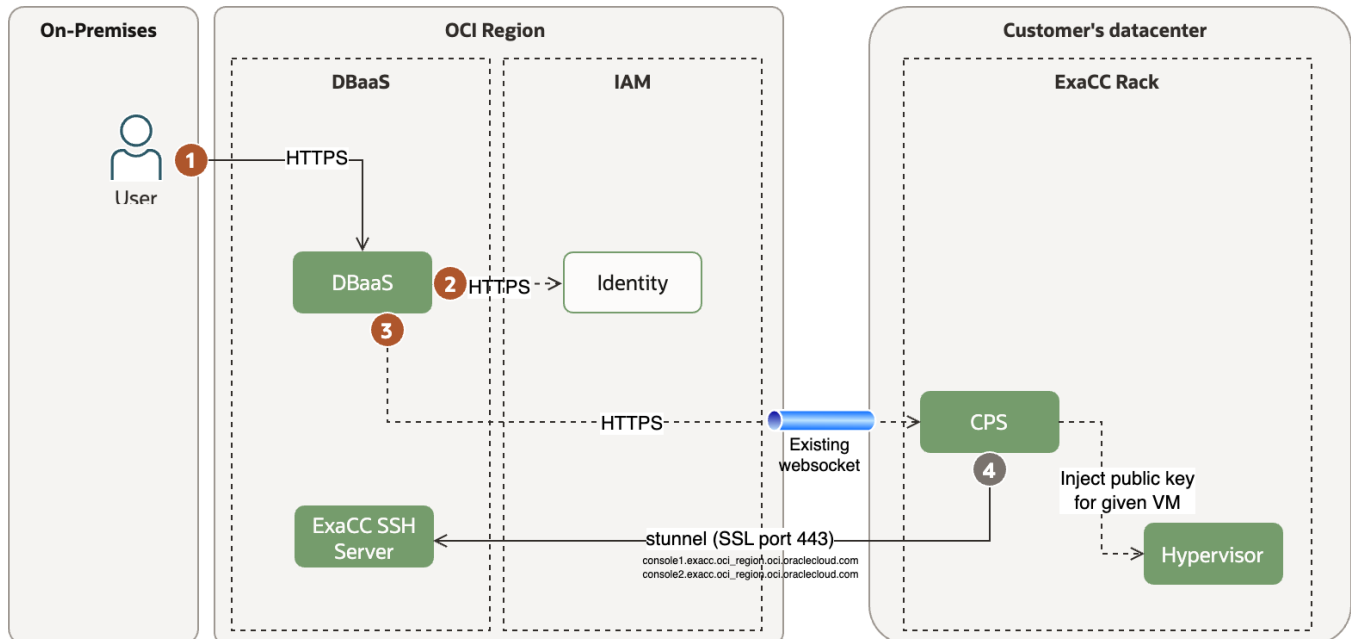 On-Premises
OCI Region
Customer's datacenter
DBaaS
IAM
ExaCC Rack
1
HTTPS
User
DBaaS
2
HTTPS
Identity
3
HTTPS
Existing
websocket
CPS
4
Inject public key
for given VM
ExaCC SSH
Server
stunnel (SSL port 443)
console1.exacc.oci_region.oci.oraclecloud.com
console2.exacc.oci_region.oci.oraclecloud.com
Hypervisor